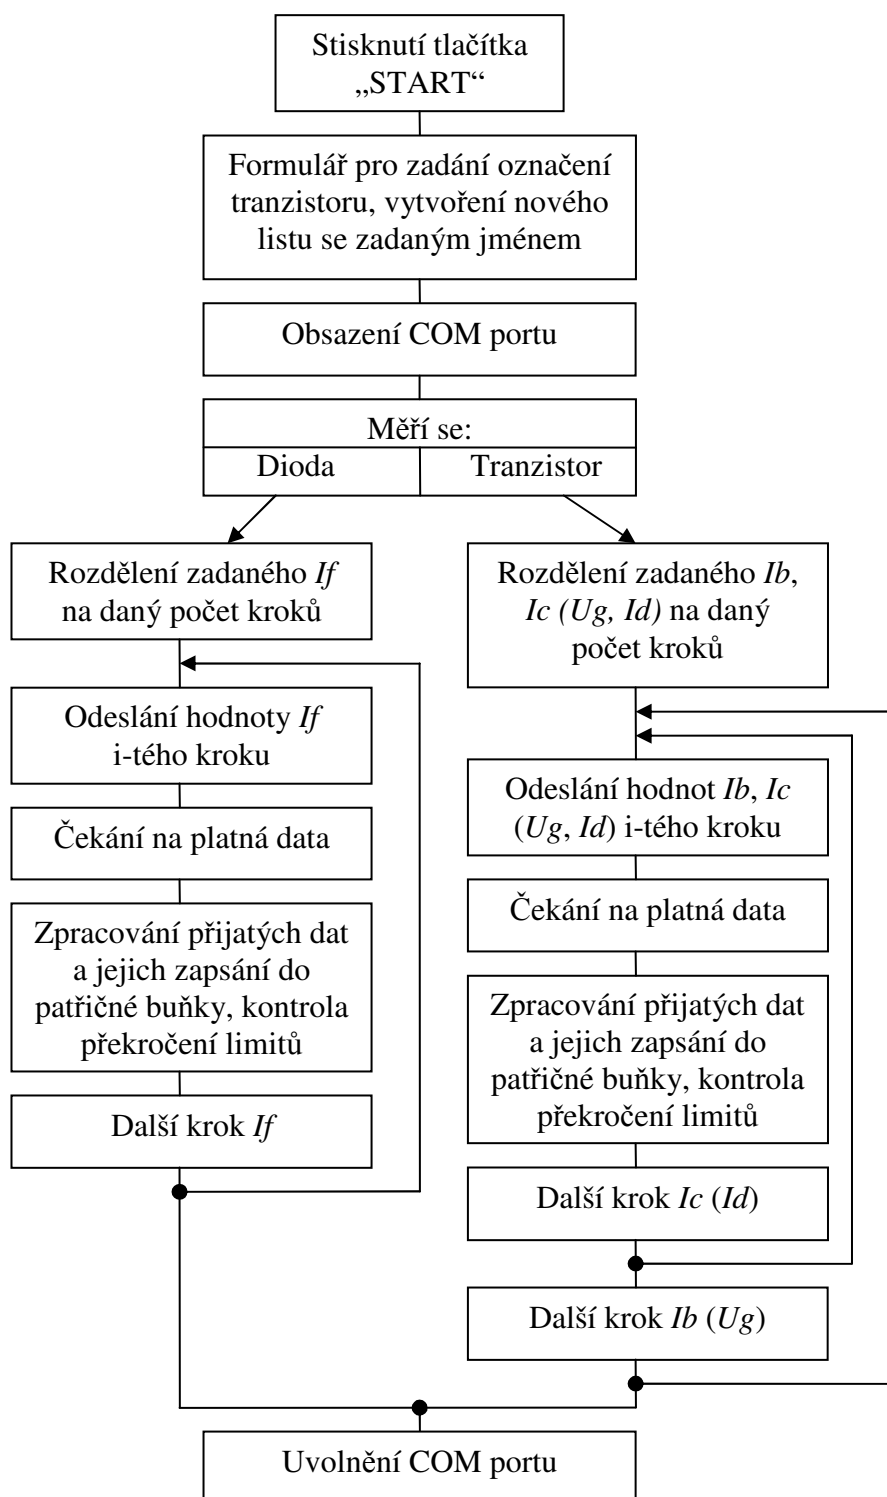 Stisknutí tlačítka
„START“
Formulář pro zadání označení
tranzistoru, vytvoření nového
listu se zadaným jménem
Obsazení COM portu
Měří se:
Dioda
Tranzistor
Rozdělení zadaného If
na daný počet kroků
Odeslání hodnoty If
i-tého kroku
Čekání na platná data
Zpracování přijatých dat
a jejich zapsání do
patřičné buňky, kontrola
překročení limitů
Další krok If
Rozdělení zadaného Ib,
Ic (Ug, Id) na daný
počet kroků
Odeslání hodnot Ib, Ic
(Ug, Id) i-tého kroku
Čekání na platná data
Zpracování přijatých dat
a jejich zapsání do
patřičné buňky, kontrola
překročení limitů
Další krok Ic (Id)
Další krok Ib (Ug)
Uvolnění COM portu